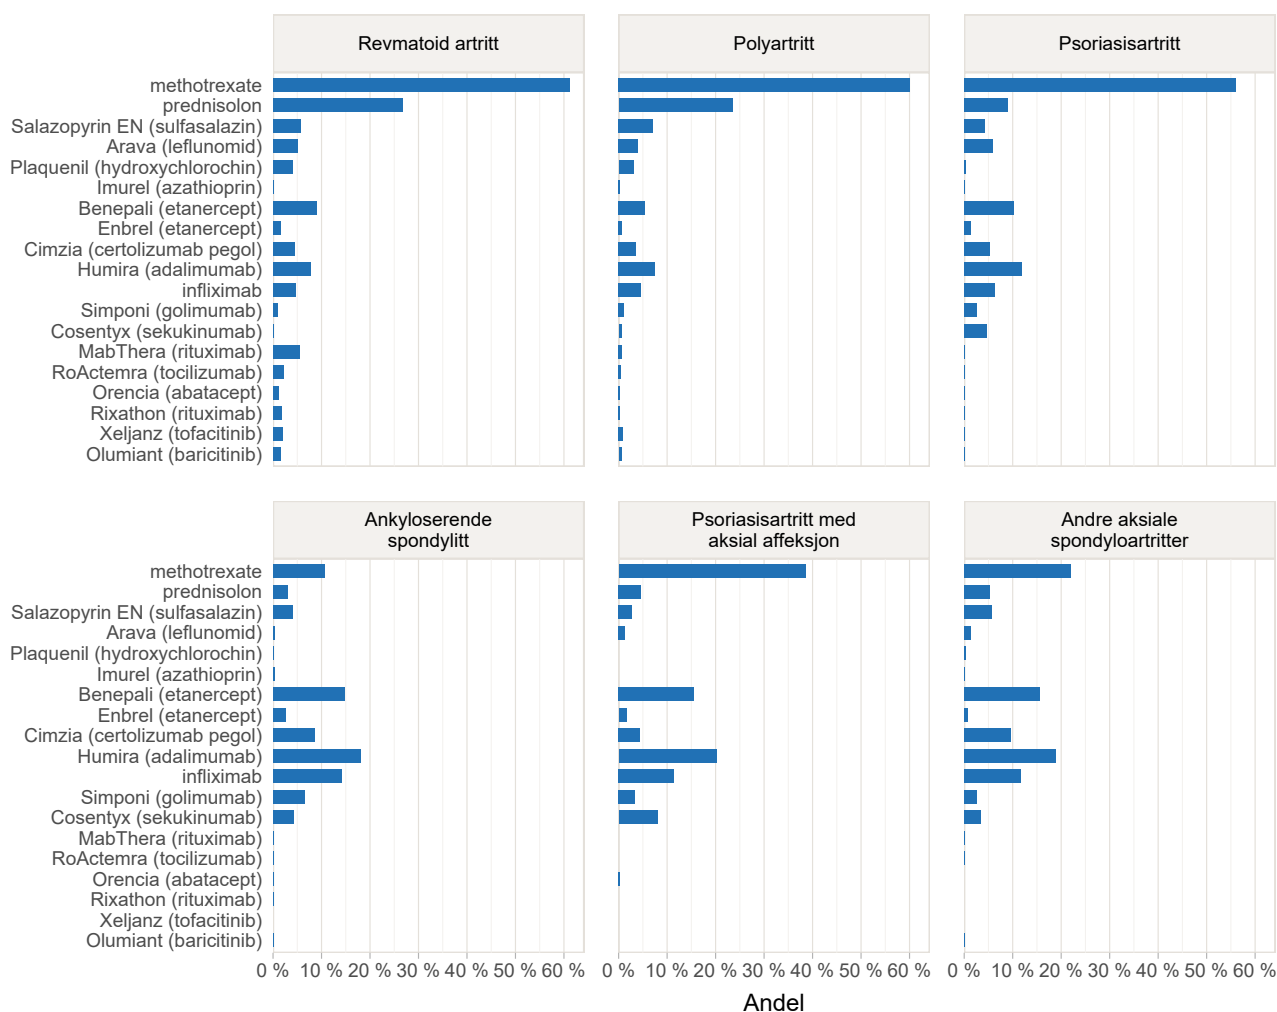 Revmatoid artritt
Polyartritt
Psoriasisartritt
methotrexate
prednisolon
Salazopyrin EN (sulfasalazin)
Arava (leflunomid)
Plaquenil (hydroxychlorochin)
Imurel (azathioprin)
Benepali (etanercept)
Enbrel (etanercept)
Cimzia (certolizumab pegol)
Humira (adalimumab)
infliximab
Simponi (golimumab)
Cosentyx (sekukinumab)
MabThera (rituximab)
RoActemra (tocilizumab)
Orencia (abatacept)
Rixathon (rituximab)
Xeljanz (tofacitinib)
Olumiant (baricitinib)
Ankyloserende
spondylitt
Psoriasisartritt med
aksial affeksjon
Andre aksiale
spondyloartritter
methotrexate
prednisolon
Salazopyrin EN (sulfasalazin)
Arava (leflunomid)
Plaquenil (hydroxychlorochin)
Imurel (azathioprin)
Benepali (etanercept)
Enbrel (etanercept)
Cimzia (certolizumab pegol)
Humira (adalimumab)
infliximab
Simponi (golimumab)
Cosentyx (sekukinumab)
MabThera (rituximab)
RoActemra (tocilizumab)
Orencia (abatacept)
Rixathon (rituximab)
Xeljanz (tofacitinib)
Olumiant (baricitinib)
0 % 10 % 20 % 30 % 40 % 50 % 60 %
0 % 10 % 20 % 30 % 40 % 50 % 60 %
0 % 10 % 20 % 30 % 40 % 50 % 60 %
Andel